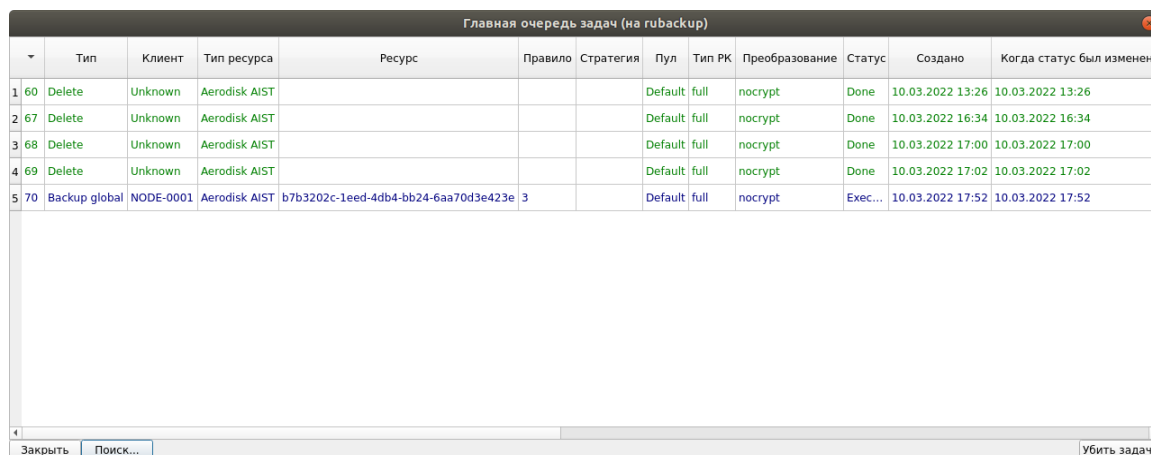 Главная очередь задач (на rubackup)
Тип Клиент Тип ресурса Ресурс Правило Стратегия Пул Тип РК Преобразование Статус Создано Когда статус был изменен
1 60 Delete Unknown Aerodisk AIST Default full nocrypt Done 10.03.2022 13:26 10.03.2022 13:26
2 67 Delete Unknown Aerodisk AIST Default full nocrypt Done 10.03.2022 16:34 10.03.2022 16:34
3 68 Delete Unknown Aerodisk AIST Default full nocrypt Done 10.03.2022 17:00 10.03.2022 17:00
4 69 Delete Unknown Aerodisk AIST Default full nocrypt Done 10.03.2022 17:02 10.03.2022 17:02
5 70 Backup global NODE-0001 Aerodisk AIST b7b3202c-1eed-4db4-bb24-6aa70d3e423e 3 Default full nocrypt Exec... 10.03.2022 17:52 10.03.2022 17:52
Закрыть Поиск... Убить задач